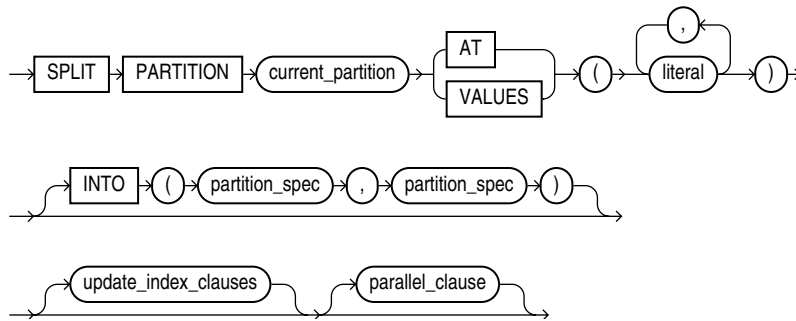 ,
AT
SPLIT PARTITION current_partition ( literal )
VALUES
INTO ( partition_spec , partition_spec )
update_index_clauses parallel_clause